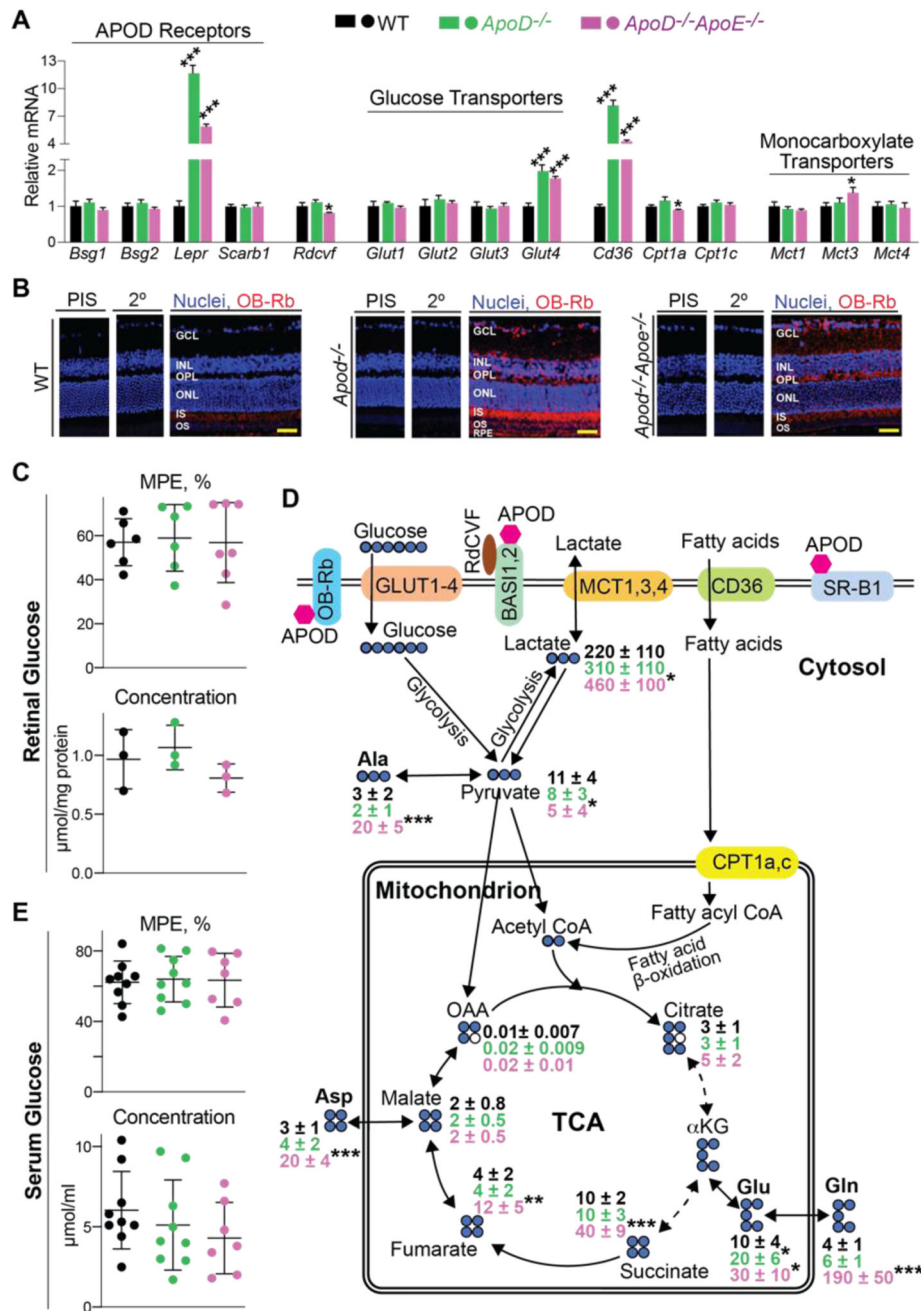 A
WT
ApoD-/-
ApoD-/-ApoE-/-
APOD Receptors
Glucose Transporters
Monocarboxylate
Transporters
Relative mRNA
13
10
7
4
2
1
0
***
***
*
***
***
***
***
*
*
Bsg1 Bsg2 Lepr Scarb1 Rdcvf Glut1 Glut2 Glut3 Glut4 Cd36 Cpt1a Cpt1c Mct1 Mct3 Mct4
B
PIS 2º Nuclei, OB-Rb PIS 2º Nuclei, OB-Rb PIS 2º Nuclei, OB-Rb
WT
GCL
INL
OPL
ONL
IS
OS
Apod-/-
GCL
INL
OPL
ONL
IS
OS
RPE
Apod-/-Apoe-/-
GCL
INL
OPL
ONL
IS
OS
C
Retinal Glucose
MPE, %
60
40
0
Concentration
µmol/mg protein
1.0
0.5
0.0
D
Glucose
OB-Rb
APOD
GLUT1-4
RdCVF
APOD
BASI1,2
Lactate
MCT1,3,4
Fatty acids
CD36
APOD
SR-B1
Glucose
Lactate
220 ± 110
310 ± 110
460 ± 100 *
Fatty acids
Cytosol
Glycolysis
Glycolysis
Ala
3 ± 2
2 ± 1
20 ± 5 ***
Pyruvate
11 ± 4
8 ± 3
5 ± 4 *
CPT1a,c
Mitochondrion
Fatty acyl CoA
Acetyl CoA
Fatty acid
β-oxidation
OAA
0.01± 0.007
0.02 ± 0.009
0.02 ± 0.01
Citrate
3 ± 1
3 ± 1
5 ± 2
Asp
3 ± 1
4 ± 2
20 ± 4 ***
Malate
2 ± 0.8
2 ± 0.5
2 ± 0.5
TCA
αKG
4 ± 2
4 ± 2
12 ± 5 **
Fumarate
10 ± 2
10 ± 3
40 ± 9 ***
Succinate
Glu
10 ± 4
20 ± 6 *
30 ± 10 *
Gln
4 ± 1
6 ± 1
190 ± 50 ***
E
Serum Glucose
MPE, %
80
60
0
Concentration
µmol/ml
10
5
0